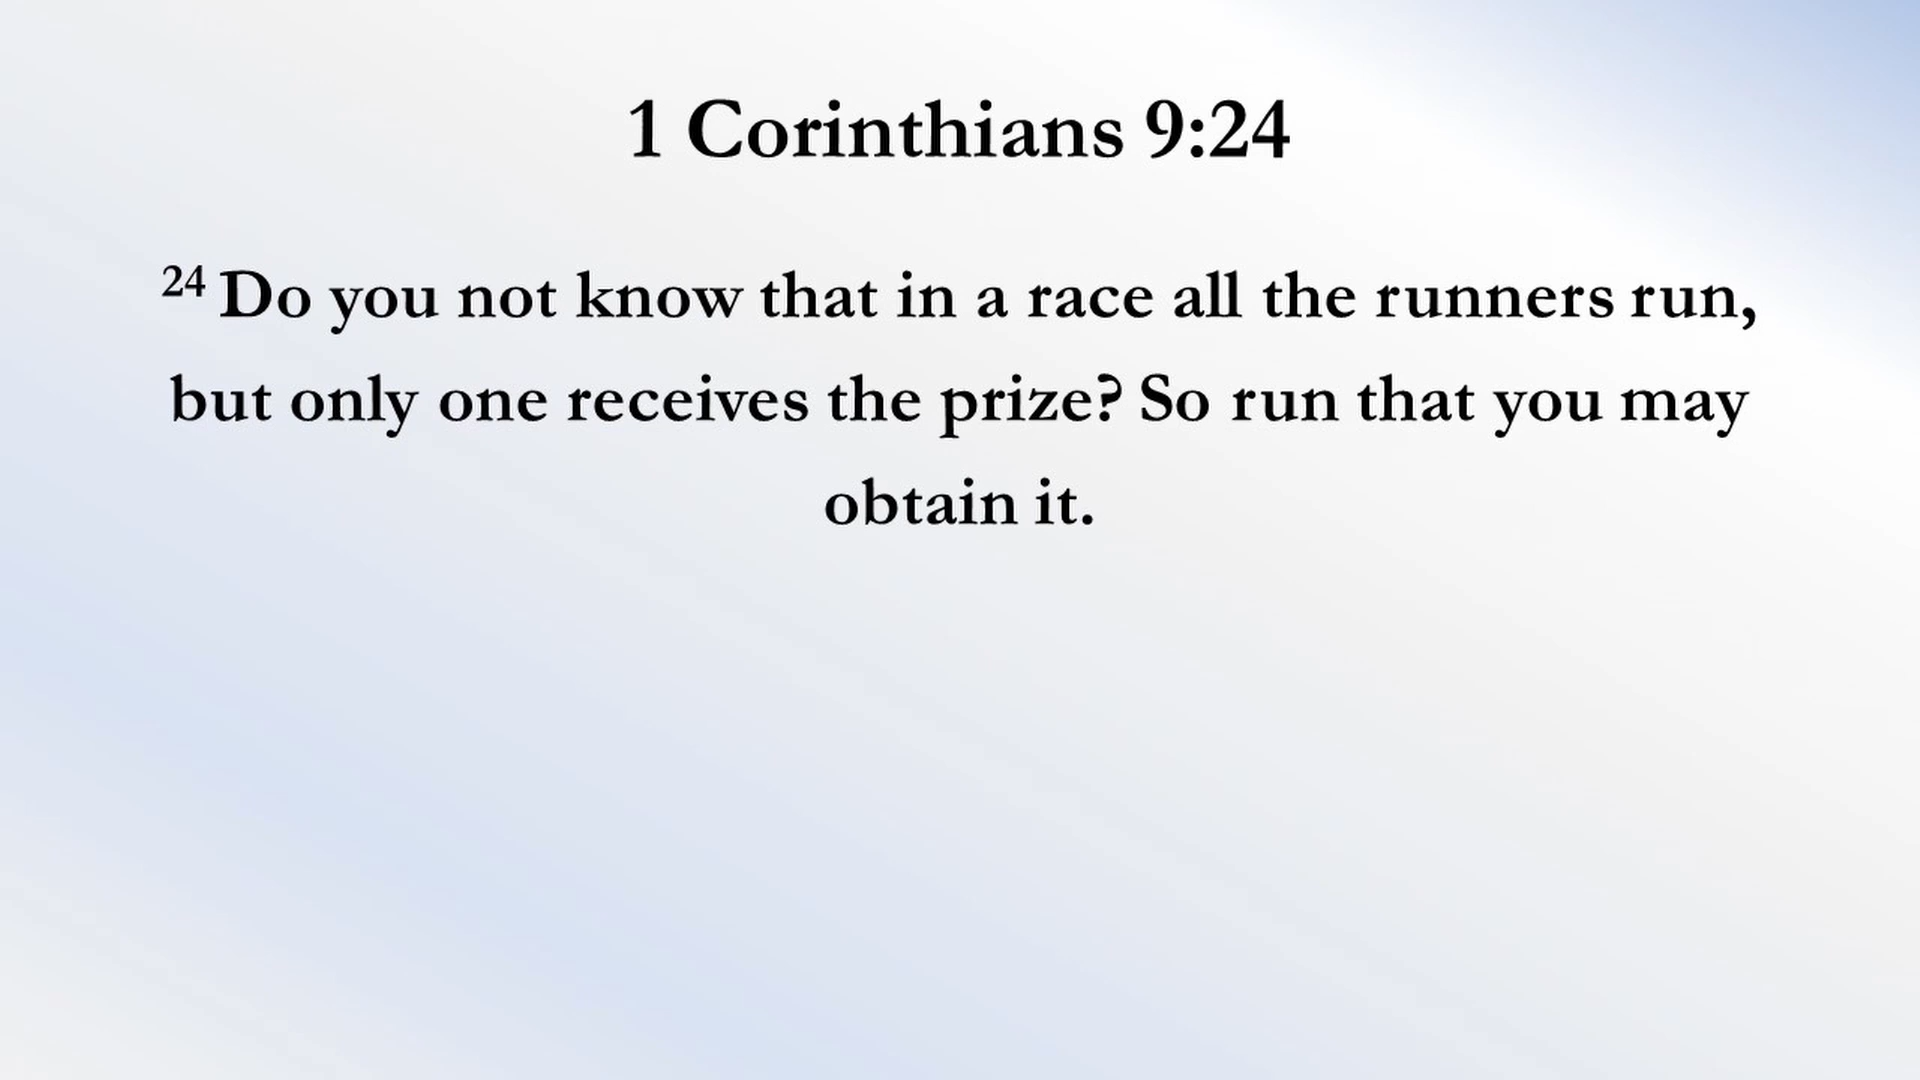 1 Corinthians 9:24
24 Do you not know that in a race all the runners run,
but only one receives the prize? So run that you may
obtain it.